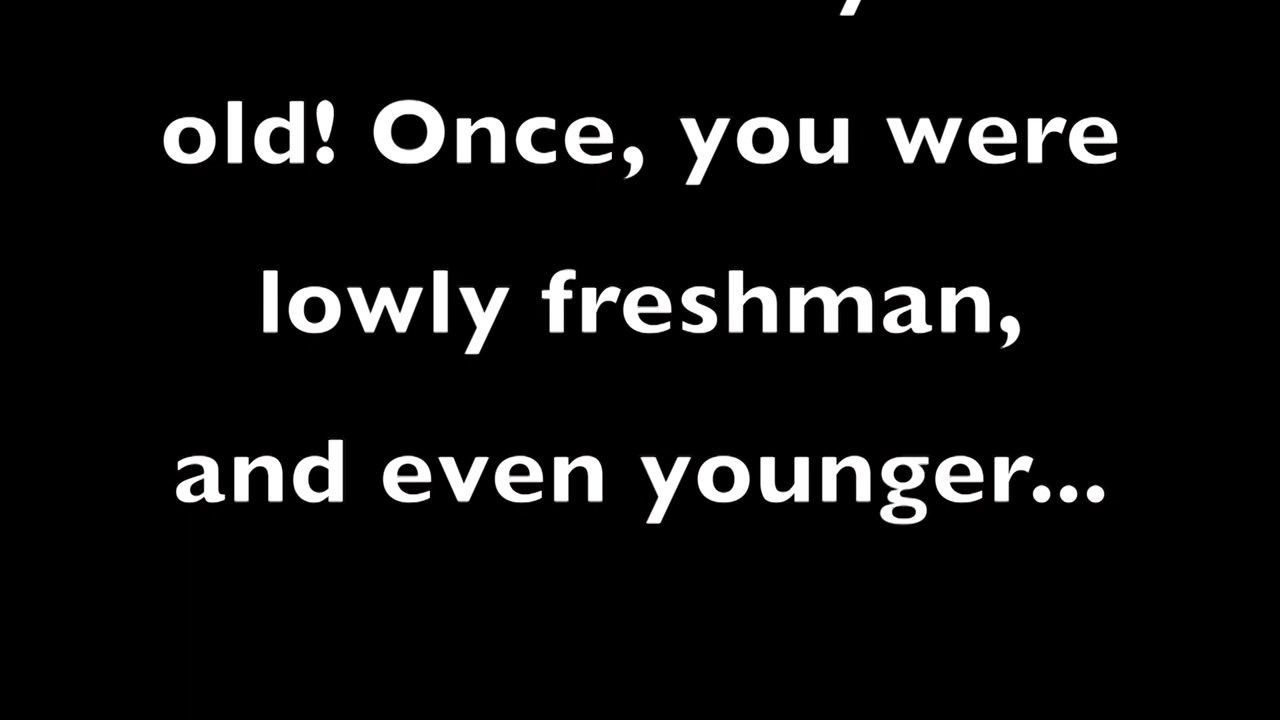 old! Once, you were
lowly freshman,
and even younger...